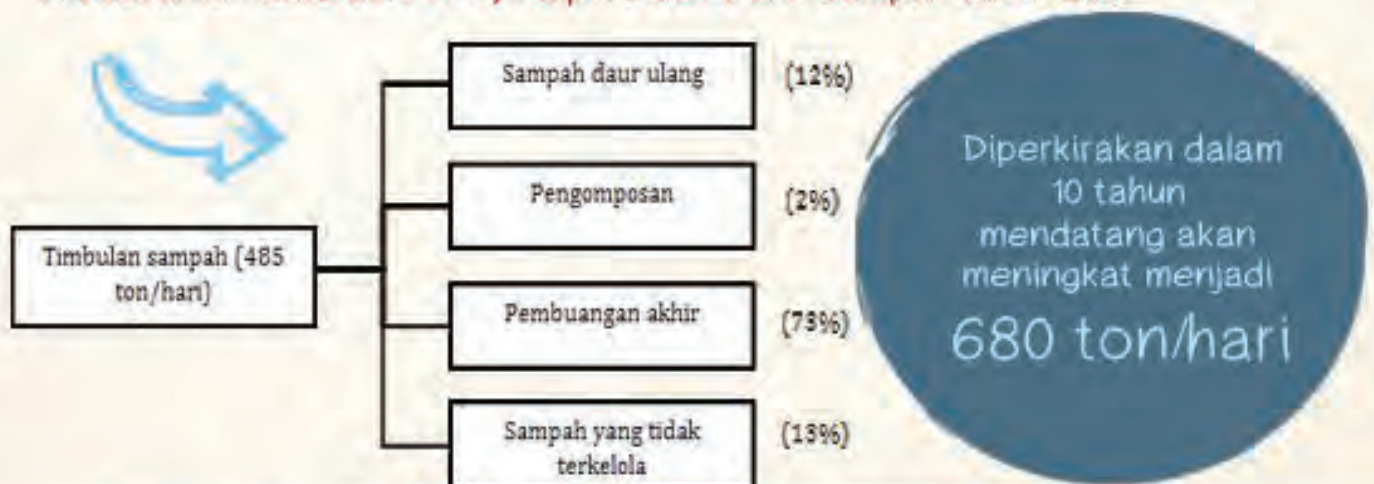 Timbulan sampah (485
ton/hari)
Sampah daur ulang
(12%)
Pengomposan
(2%)
Pembuangan akhir
(73%)
Sampah yang tidak
terkelola
(13%)
Diperkirakan dalam
10 tahun
mendatang akan
meningkat menjadi
680 ton/hari